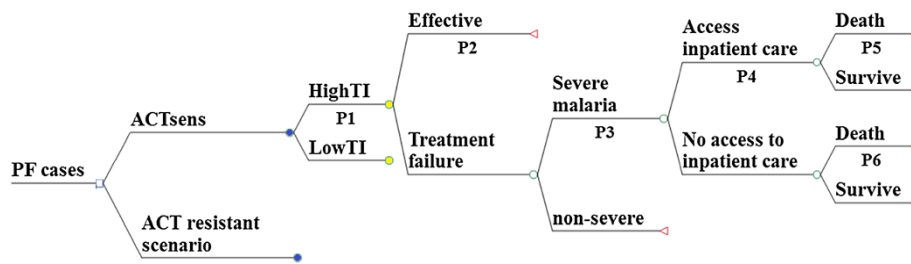 PF cases
ACTsens
ACT resistant
scenario
HighTI
P1
LowTI
Effective
P2
Treatment
failure
Severe
malaria
P3
non-severe
Access
inpatient care
P4
No access to
inpatient care
Death
P5
Survive
Death
P6
Survive